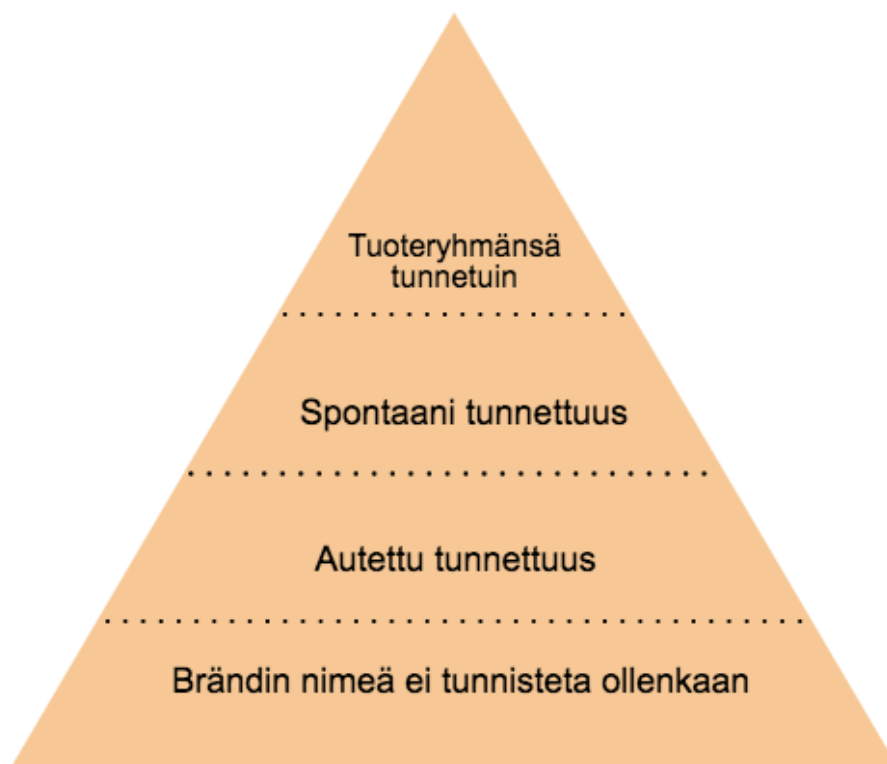 Tuoteryhmänsä
tunnetuin
Spontaani tunnettuus
Autettu tunnettuus
Brändin nimeä ei tunnisteta ollenkaan